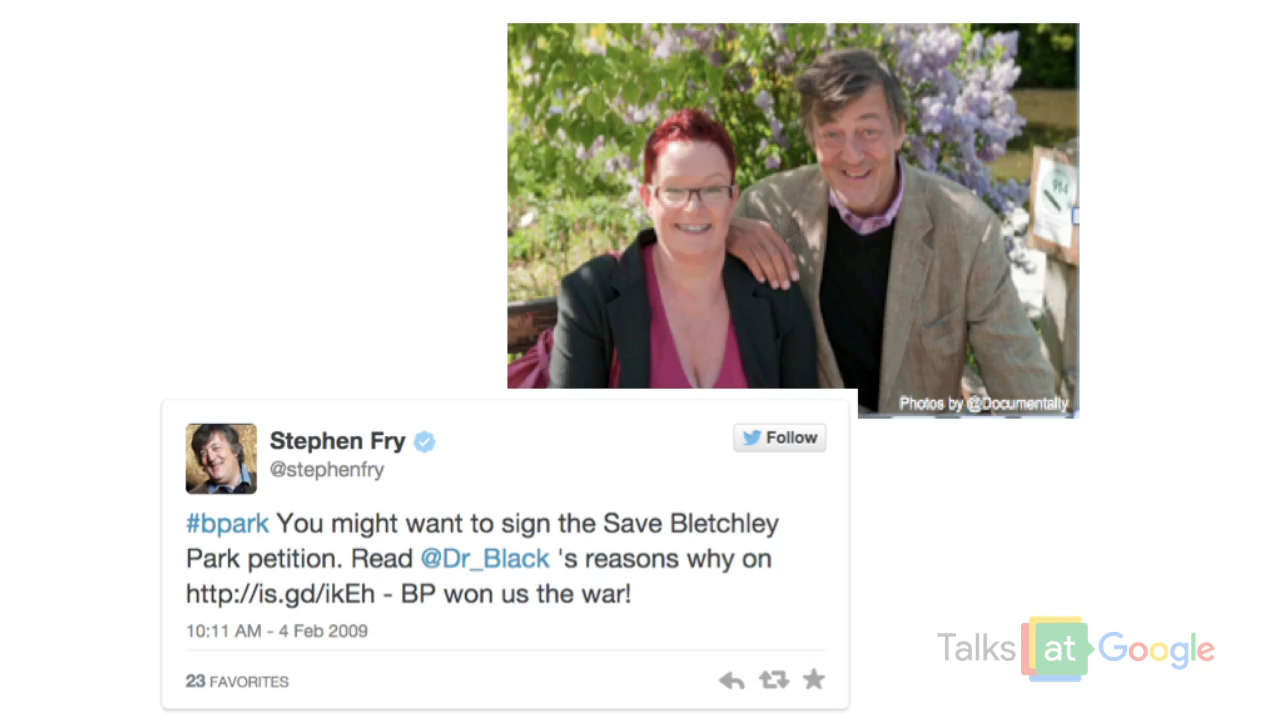 914
Photos by @Documentally
Stephen Fry
@stephenfry
Follow
#bpark You might want to sign the Save Bletchley
Park petition. Read @Dr_Black 's reasons why on
http://is.gd/ikEh - BP won us the war!
10:11 AM - 4 Feb 2009
23 FAVORITES
Talks at Google